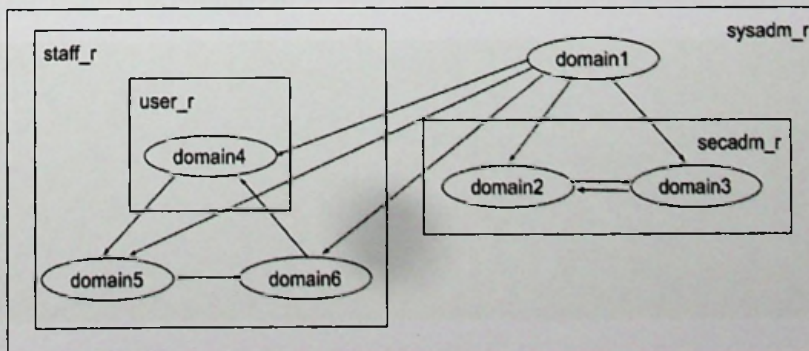 sysadm_r
staff_r
domain1
user_r
secadm_r
domain4
domain2
domain3
domain5
domain6